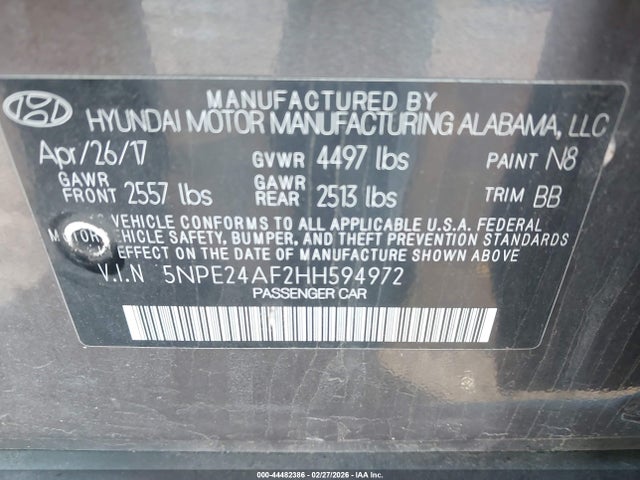 MANUFACTURED BY
HYUNDAI MOTOR MANUFACTURING ALABAMA, LLC
Apr/26/17 GVWR 4497 lbs PAINT N8
GAWR FRONT 2557 lbs GAWR REAR 2513 lbs TRIM BB
VEHICLE CONFORMS TO ALL APPLICABLE U.S.A. FEDERAL
MOTOR VEHICLE SAFETY, BUMPER, AND THEFT PREVENTION STANDARDS
IN EFFECT ON THE DATE OF MANUFACTURE SHOWN ABOVE.
V.I.N 5NPE24AF2HH594972
PASSENGER CAR
000-44482386 - 02/27/2026 - IAA Inc.